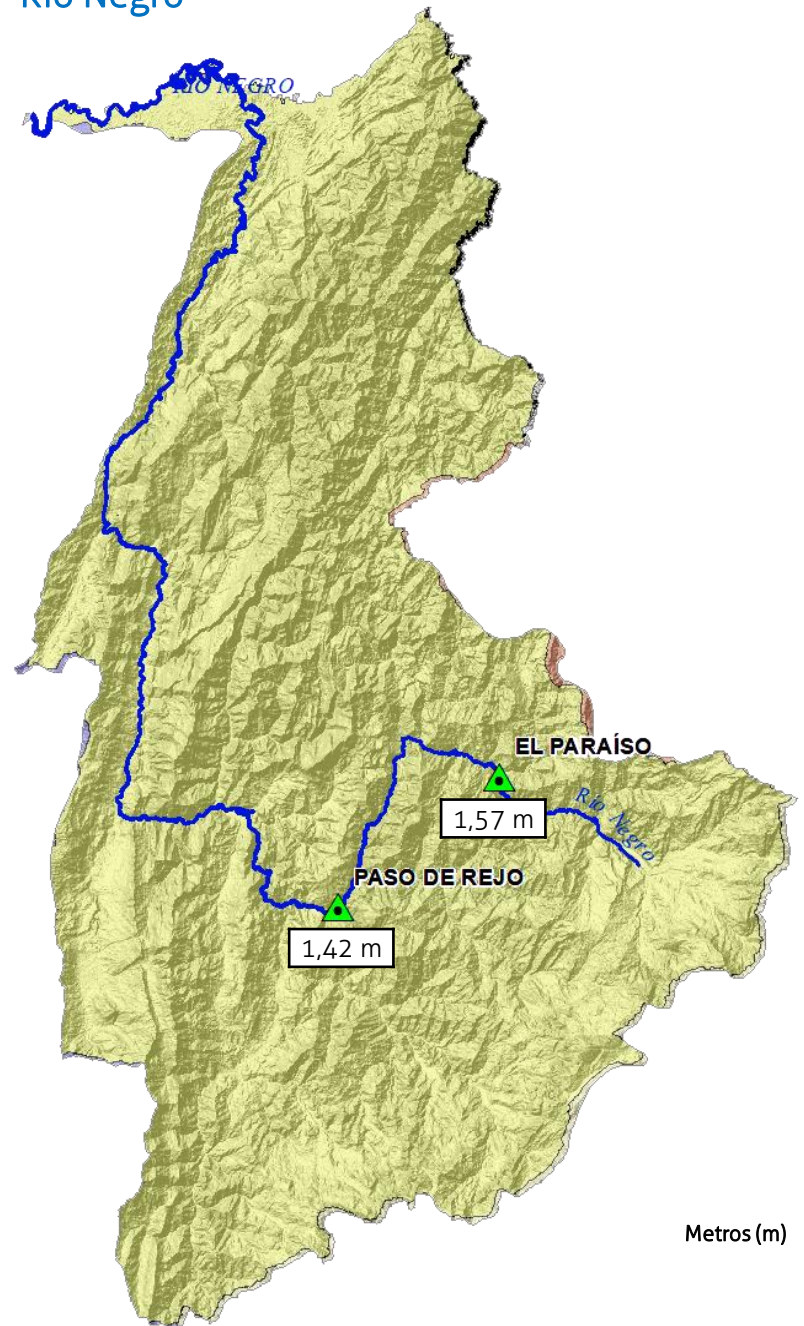 Río Negro
RÍO NEGRO
EL PARAÍSO
1,57 m
Río Negro
PASO DE REJO
1,42 m
Metros (m)